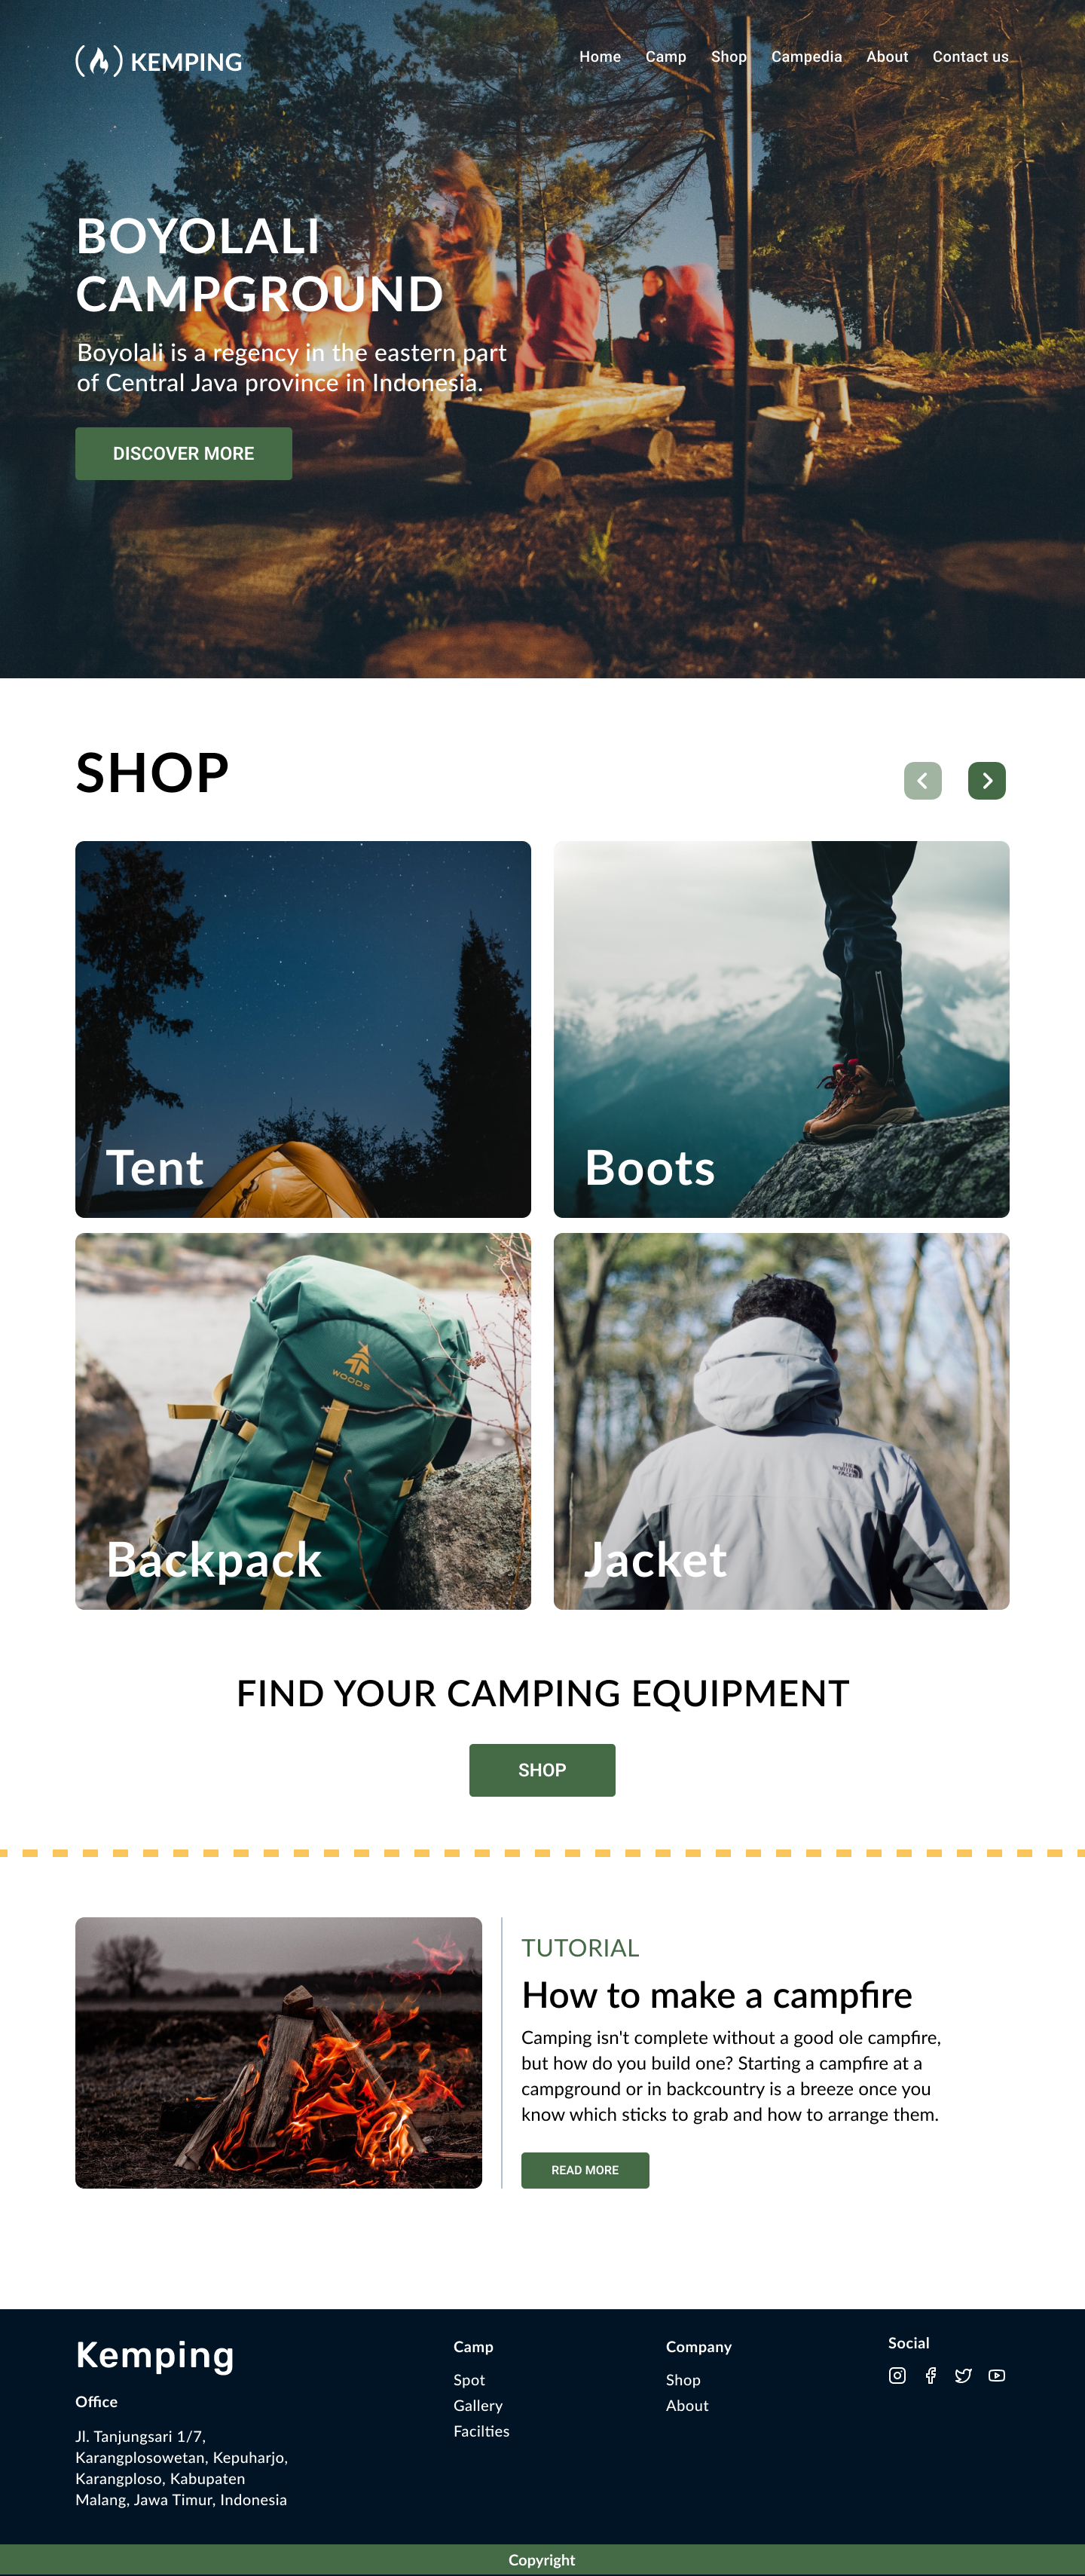 KEMPING
Home Camp Shop Campedia About Contact us
BOYOLALI
CAMPGROUND
Boyolali is a regency in the eastern part
of Central Java province in Indonesia.
DISCOVER MORE
SHOP
Tent
Boots
WOODS
Backpack
THE
NORTH
FACE
Jacket
FIND YOUR CAMPING EQUIPMENT
SHOP
TUTORIAL
How to make a campfire
Camping isn't complete without a good ole campfire,
but how do you build one? Starting a campfire at a
campground or in backcountry is a breeze once you
know which sticks to grab and how to arrange them.
READ MORE
Kemping
Office
Jl. Tanjungsari 1/7,
Karangplosowetan, Kepuharjo,
Karangploso, Kabupaten
Malang, Jawa Timur, Indonesia
Camp
Spot
Gallery
Facilties
Company
Shop
About
Social
Copyright